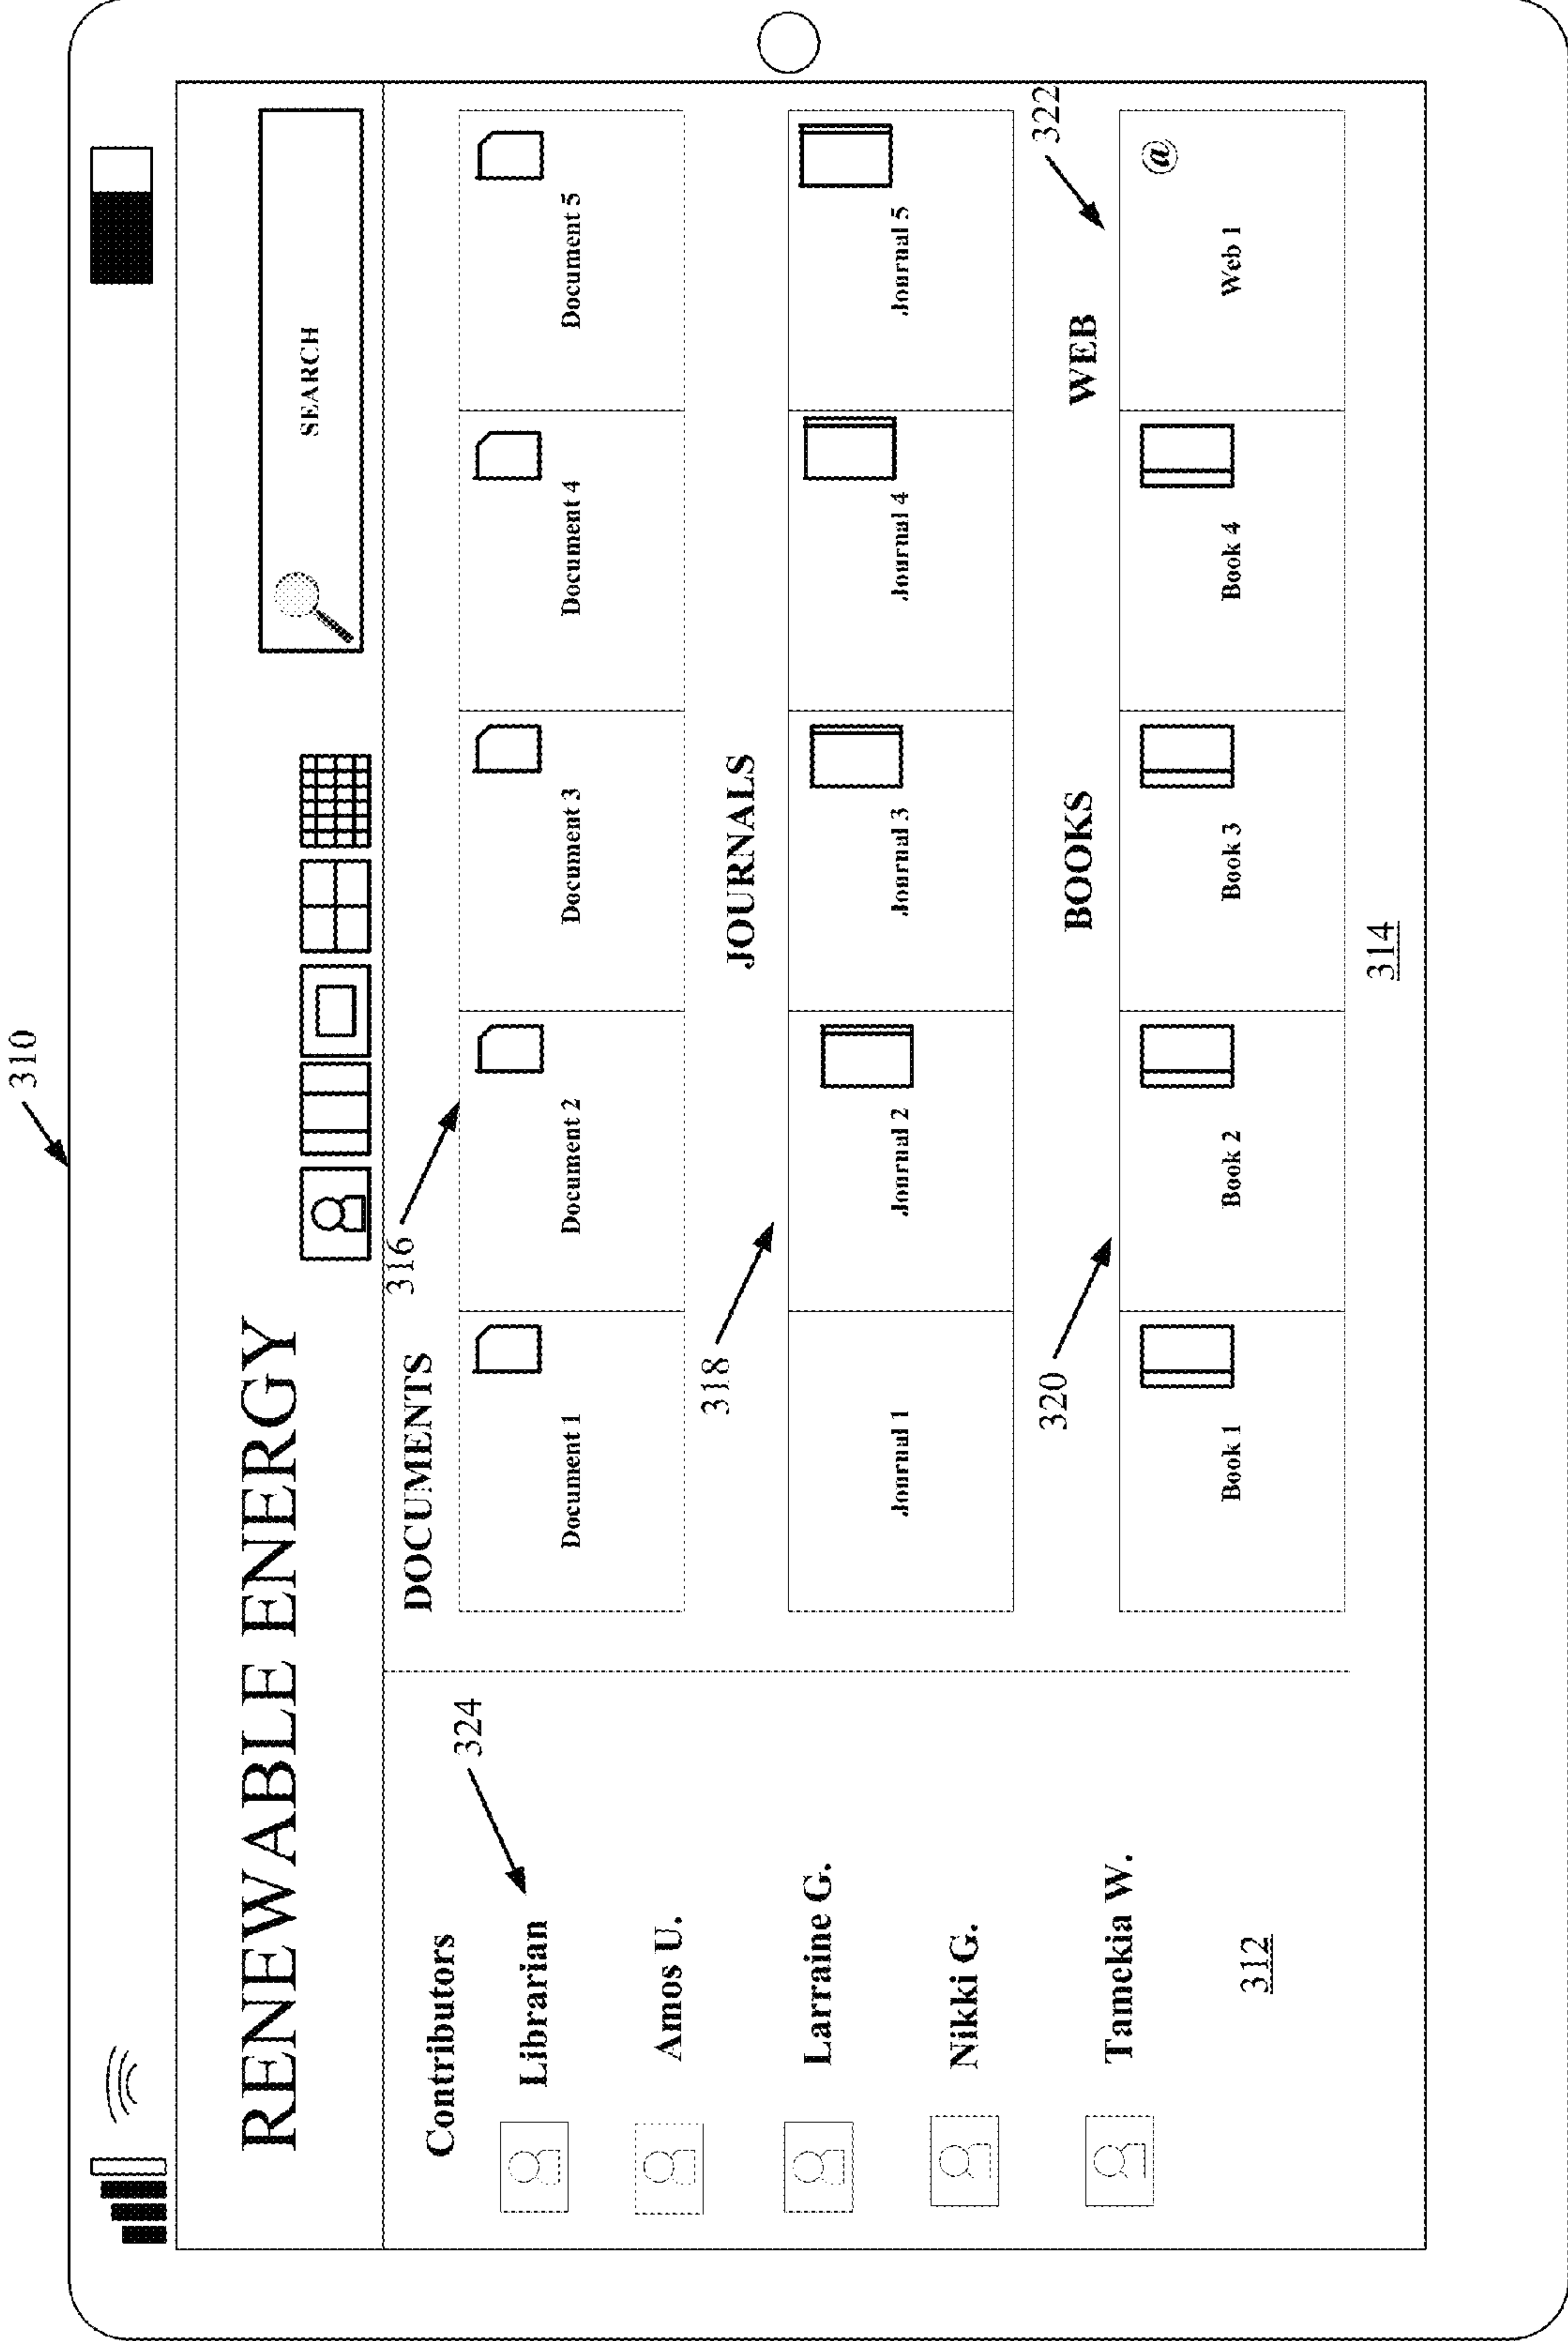 310
RENEWABLE ENERGY
SEARCH
Contributors
324
Librarian
Amos U.
Larraine G.
Nikki G.
Tamekia W.
312
DOCUMENTS
316
Document 1
Document 2
Document 3
Document 4
Document 5
318
JOURNALS
Journal 1
Journal 2
Journal 3
Journal 4
Journal 5
320
BOOKS
WEB
322
Book 1
Book 2
Book 3
Book 4
Web 1
@
314